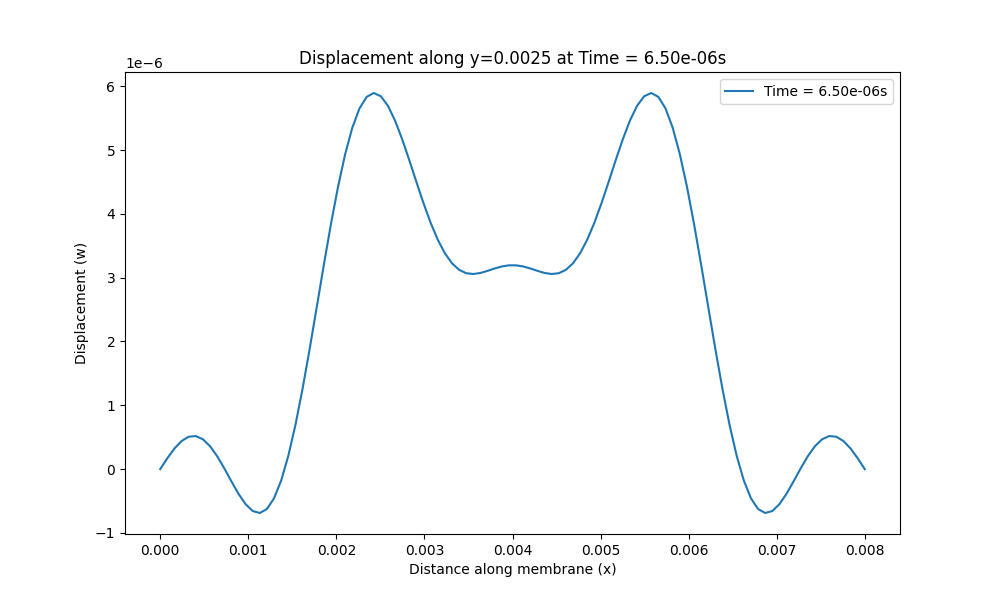 Displacement along y=0.0025 at Time = 6.50e-06s
1e−6
Time = 6.50e-06s
6
5
4
3
2
1
0
−1
Displacement (w)
0.000 0.001 0.002 0.003 0.004 0.005 0.006 0.007 0.008
Distance along membrane (x)